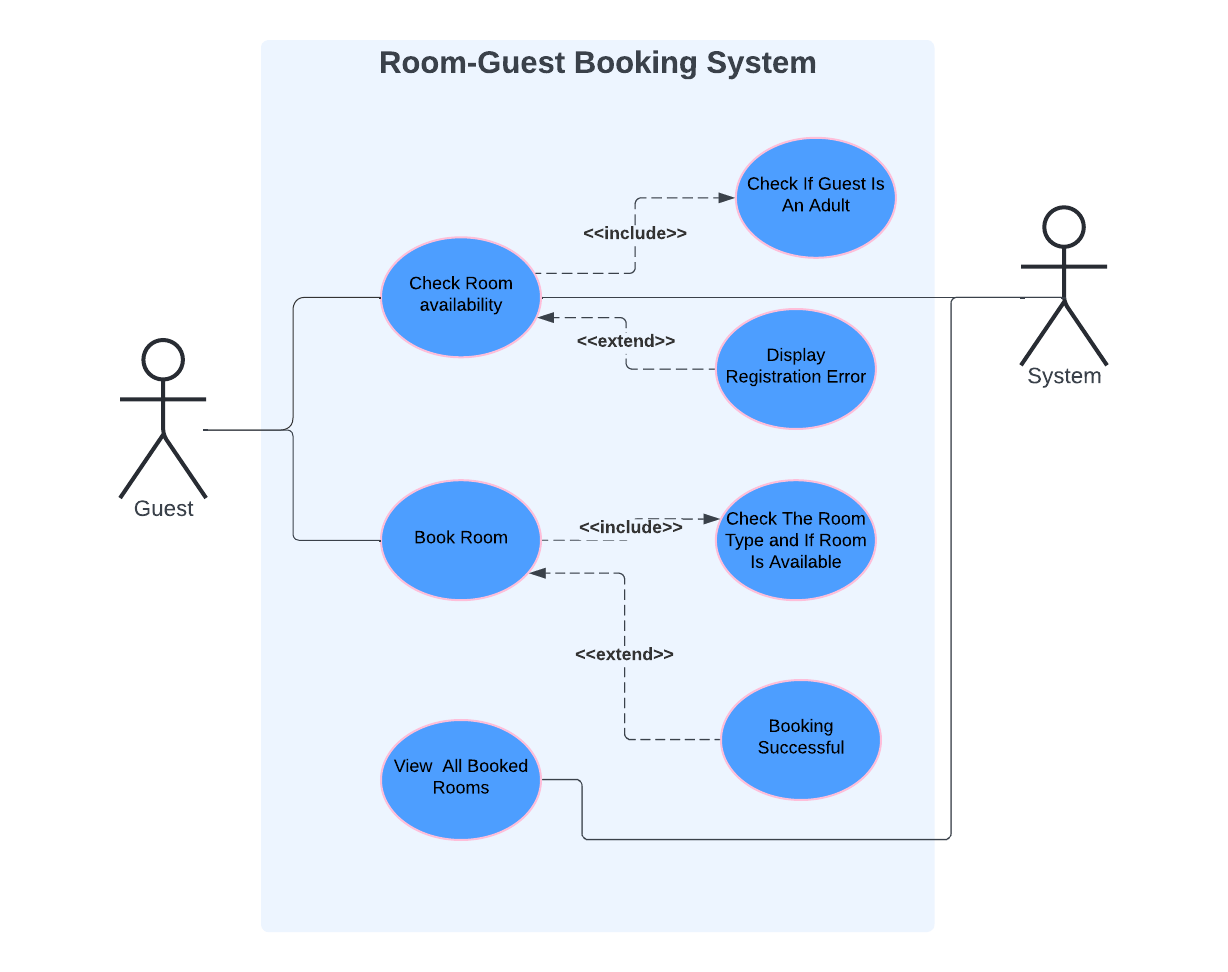 Room-Guest Booking System
Check If Guest Is
An Adult
<<include>>
Check Room
availability
<<extend>>
Display
Registration Error
System
Guest
Book Room
<<include>>
Check The Room
Type and If Room
Is Available
<<extend>>
Booking
Successful
View  All Booked
Rooms